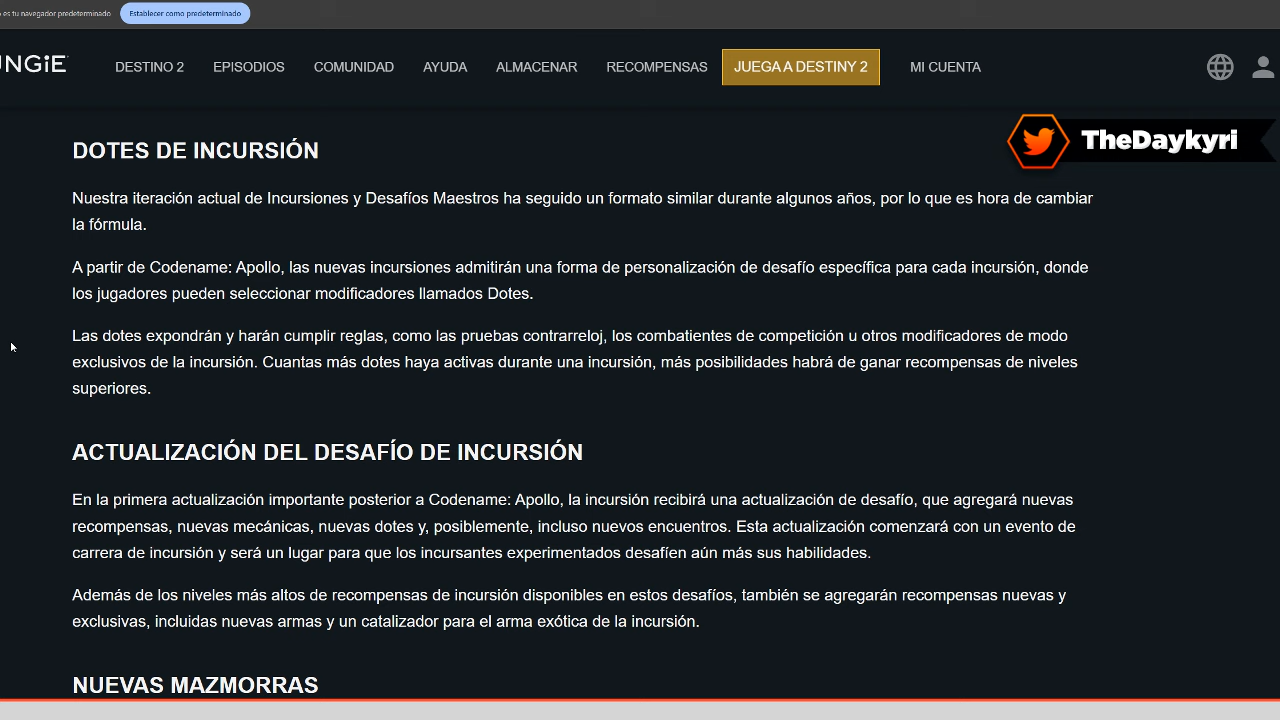 es tu navegador predeterminado
Establecer como predeterminado
NGiE
DESTINO 2
EPISODIOS
COMUNIDAD
AYUDA
ALMACENAR
RECOMPENSAS
JUEGA A DESTINY 2
MI CUENTA
TheDaykyri
DOTES DE INCURSIÓN
Nuestra iteración actual de Incursiones y Desafíos Maestros ha seguido un formato similar durante algunos años, por lo que es hora de cambiar
la fórmula.
A partir de Codename: Apollo, las nuevas incursiones admitirán una forma de personalización de desafío específica para cada incursión, donde
los jugadores pueden seleccionar modificadores llamados Dotes.
Las dotes expondrán y harán cumplir reglas, como las pruebas contrarreloj, los combatientes de competición u otros modificadores de modo
exclusivos de la incursión. Cuantas más dotes haya activas durante una incursión, más posibilidades habrá de ganar recompensas de niveles
superiores.
ACTUALIZACIÓN DEL DESAFÍO DE INCURSIÓN
En la primera actualización importante posterior a Codename: Apollo, la incursión recibirá una actualización de desafío, que agregará nuevas
recompensas, nuevas mecánicas, nuevas dotes y, posiblemente, incluso nuevos encuentros. Esta actualización comenzará con un evento de
carrera de incursión y será un lugar para que los incursantes experimentados desafíen aún más sus habilidades.
Además de los niveles más altos de recompensas de incursión disponibles en estos desafíos, también se agregarán recompensas nuevas y
exclusivas, incluidas nuevas armas y un catalizador para el arma exótica de la incursión.
NUEVAS MAZMORRAS